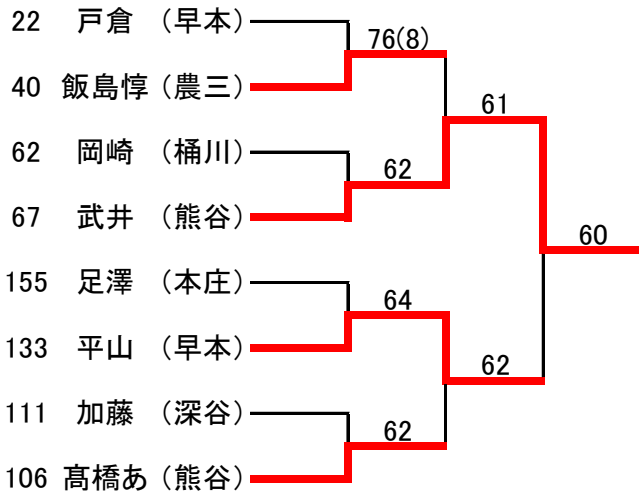 22 戸倉 （早本）
76(8)
40 飯島惇（農三）
61
62 岡崎 （桶川）
62
67 武井 （熊谷）
60
155 足澤 （本庄）
64
133 平山 （早本）
62
111 加藤 （深谷）
62
106 髙橋あ（熊谷）